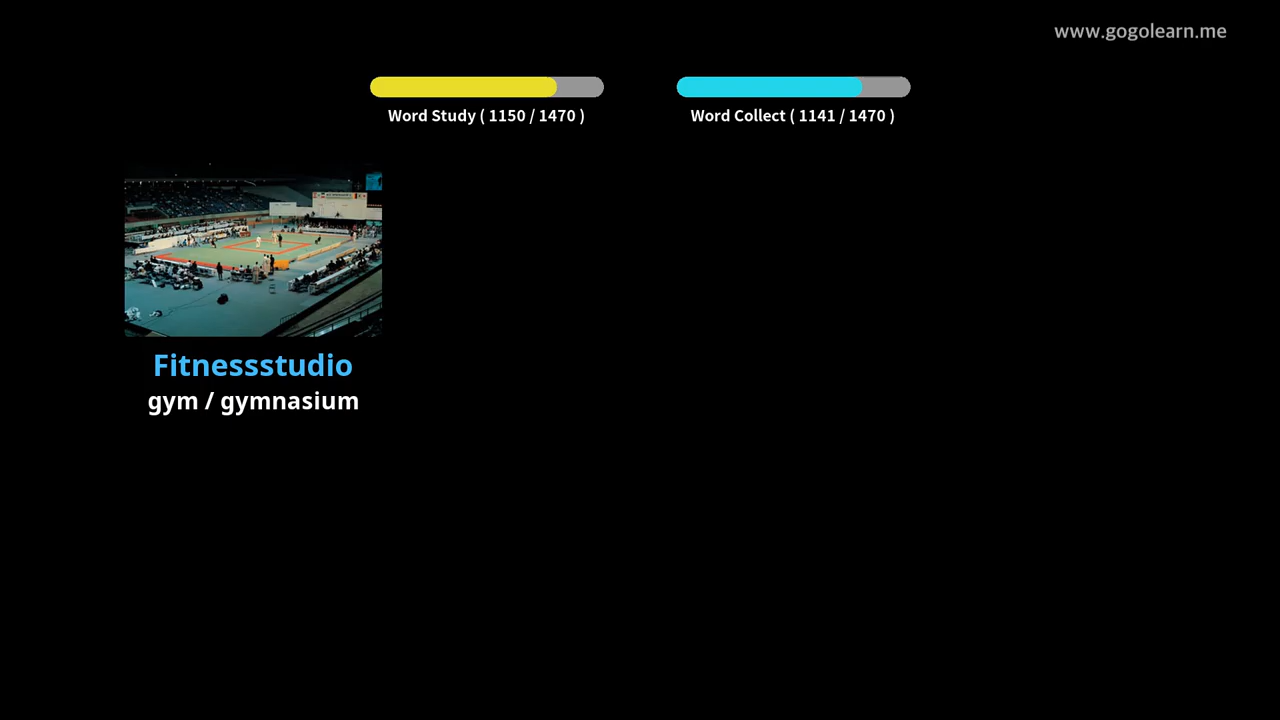 www.gogolearn.me
Word Study ( 1150 / 1470 )
Word Collect ( 1141 / 1470 )
Fitnessstudio
gym / gymnasium